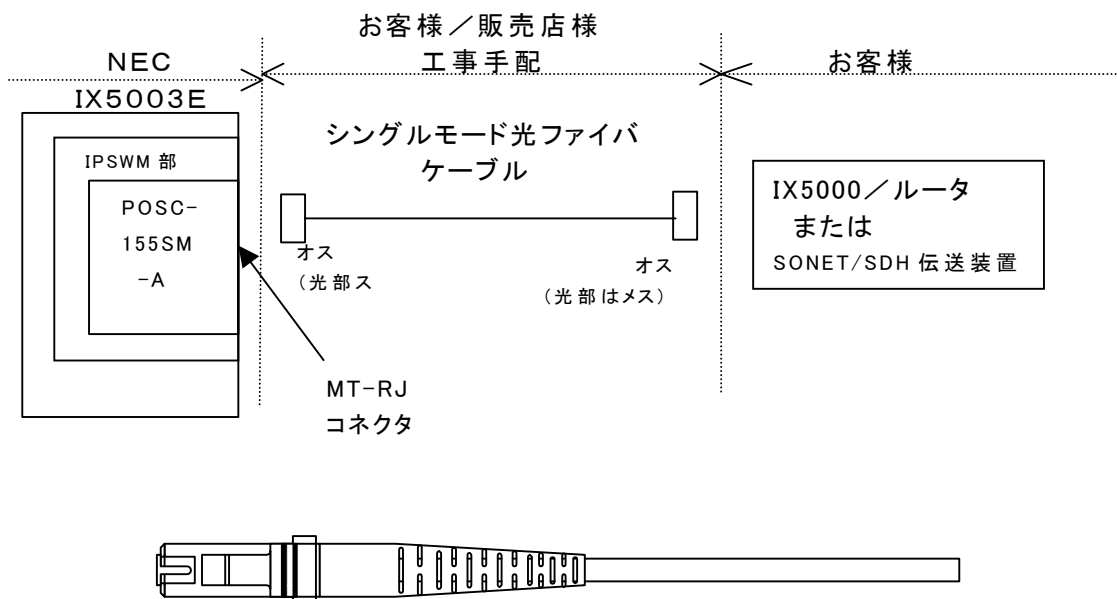 お客様／販売店様
工事手配
NEC
お客様
IX5003E
シングルモード光ファイバ
ケーブル
IPSWM 部
POSC-
155SM
-A
オス
(光部ス
オス
(光部はメス)
IX5000／ルータ
または
SONET/SDH 伝送装置
MT-RJ
コネクタ